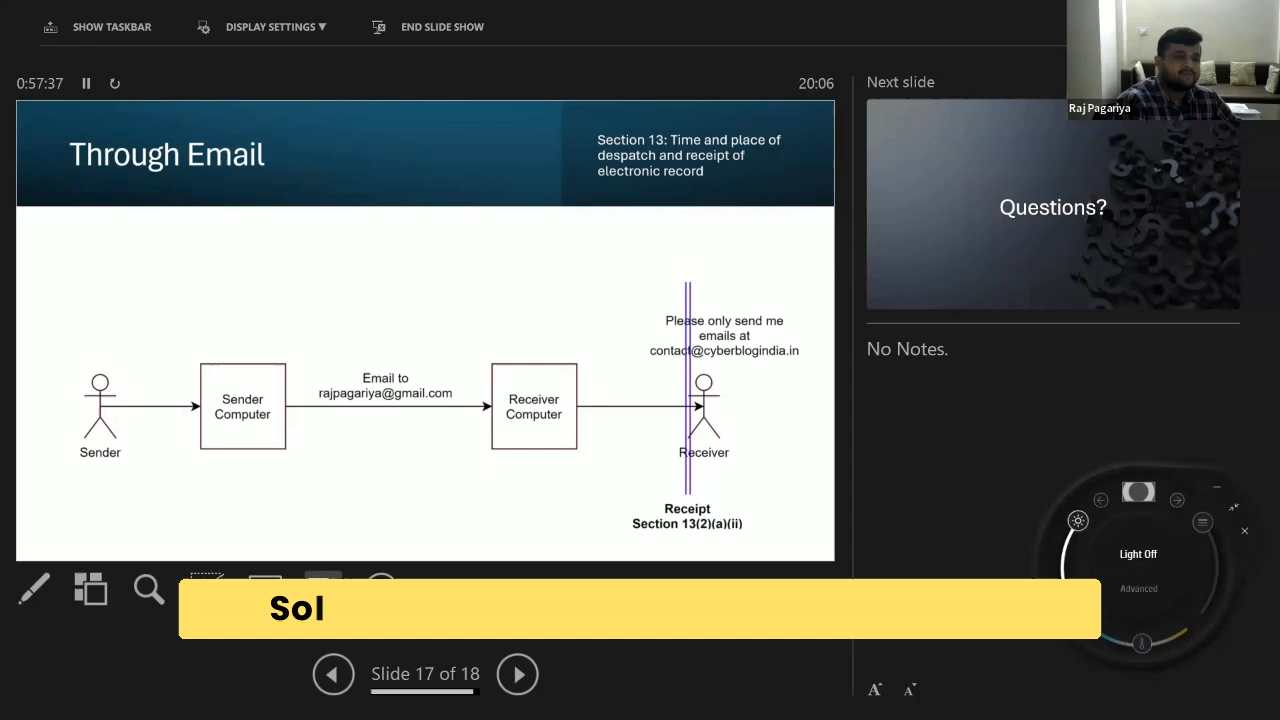 SHOW TASKBAR
DISPLAY SETTINGS ▼
END SLIDE SHOW
0:57:37
20:06
Next slide
Raj Pagariya
Through Email
Section 13: Time and place of
despatch and receipt of
electronic record
Questions?
No Notes.
Please only send me
emails at
contact@cyberblogindia.in
Email to
rajpagariya@gmail.com
Sender
Computer
Receiver
Computer
Sender
Receiver
Receipt
Section 13(2)(a)(ii)
Light Off
Advanced
Sol
Slide 17 of 18
A A